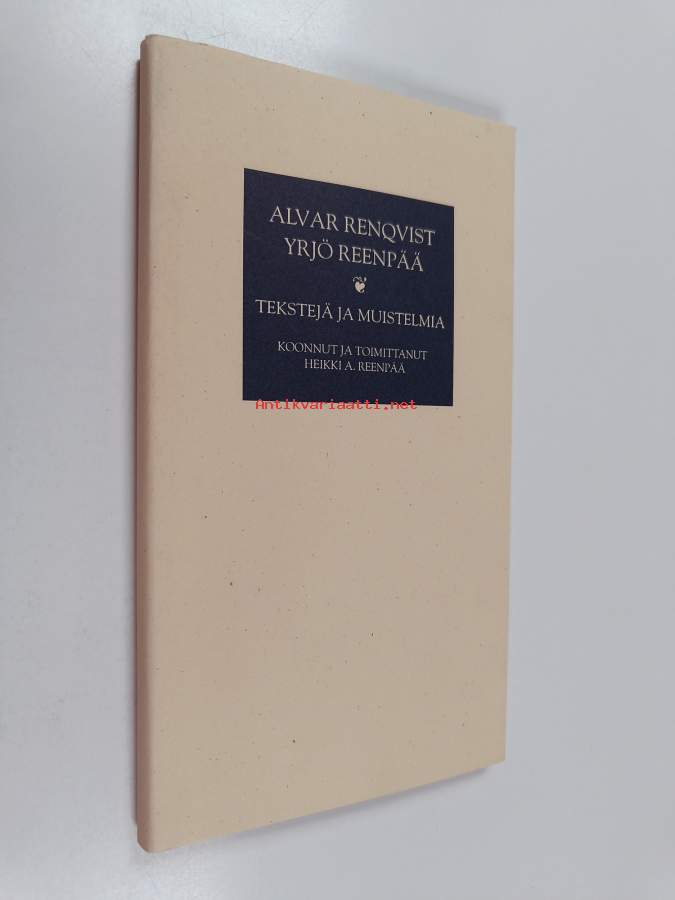 ALVAR RENQVIST
YRJÖ REENPÄÄ
TEKSTEJÄ JA MUISTELMIA
KOONNUT JA TOIMITTANUT
HEIKKI A. REENPÄÄ
Antikvariaatti.net